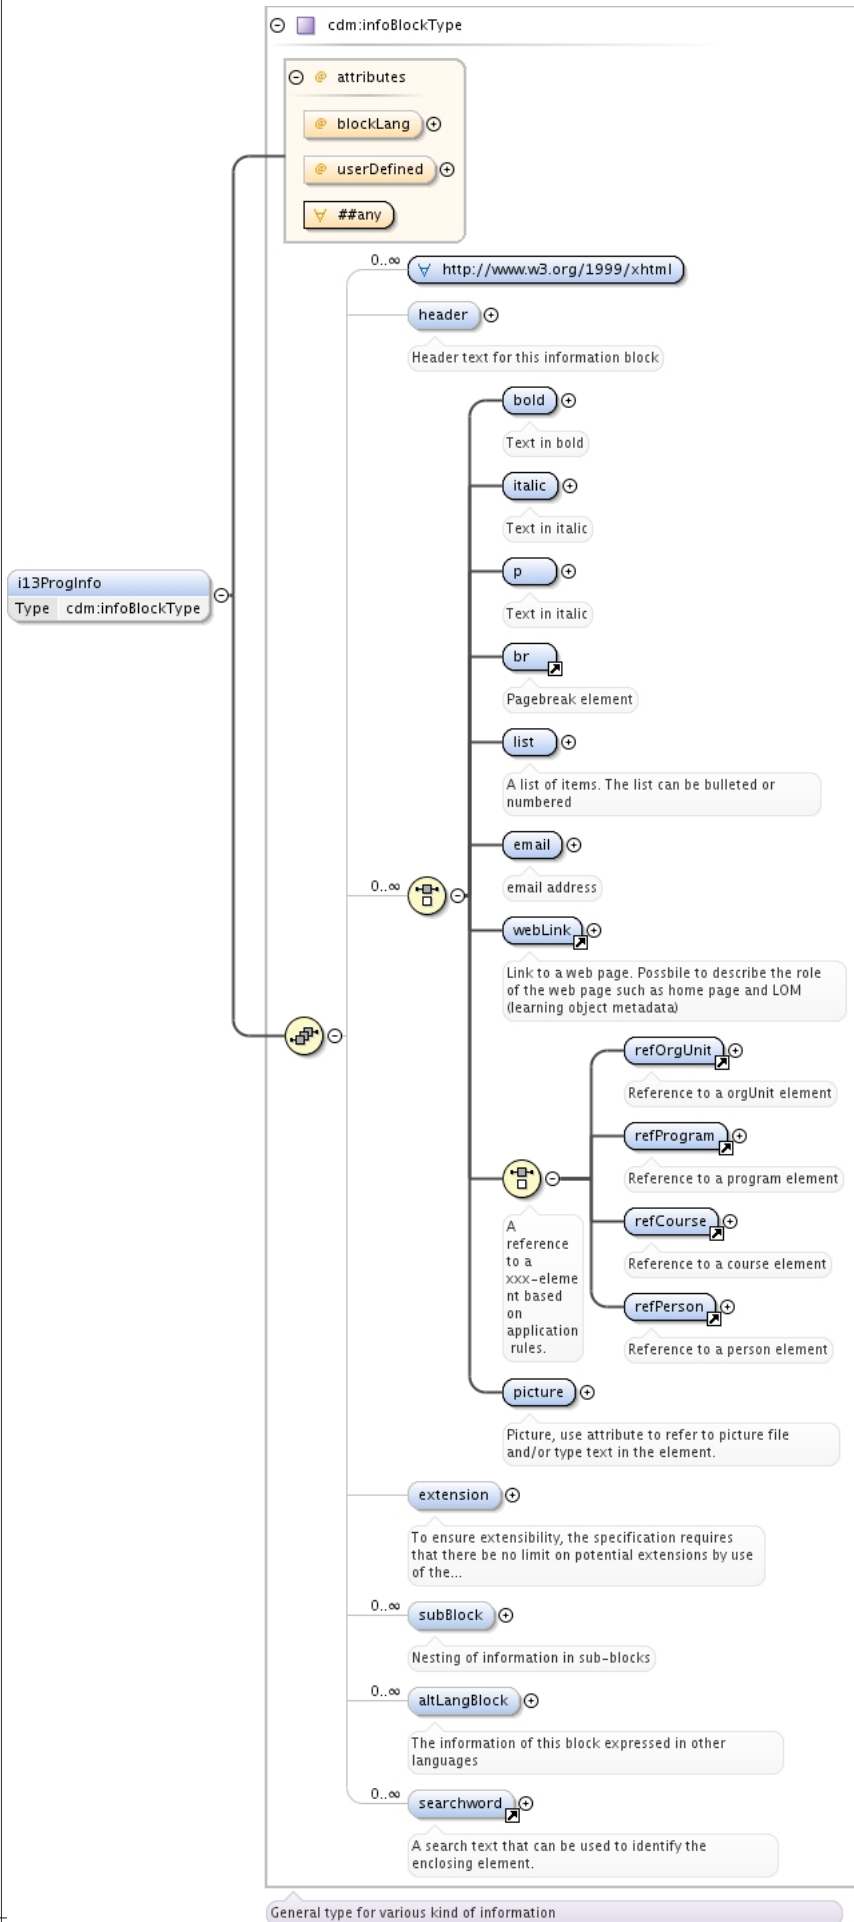 cdm:infoBlockType
@ attributes
@ blockLang
@ userDefined
∀ ##any
0..∞
∀ http://www.w3.org/1999/xhtml
header
Header text for this information block
bold
Text in bold
italic
Text in italic
i13ProgInfo
Type cdm:infoBlockType
p
Text in italic
br
Pagebreak element
list
A list of items. The list can be bulleted or
numbered
email
0..∞
email address
webLink
Link to a web page. Possbile to describe the role
of the web page such as home page and LOM
(learning object metadata)
refOrgUnit
Reference to a orgUnit element
refProgram
Reference to a program element
A
reference
to a
xxx-eleme
nt based
on
application
rules.
refCourse
Reference to a course element
refPerson
Reference to a person element
picture
Picture, use attribute to refer to picture file
and/or type text in the element.
extension
To ensure extensibility, the specification requires
that there be no limit on potential extensions by use
of the...
0..∞
subBlock
Nesting of information in sub-blocks
0..∞
altLangBlock
The information of this block expressed in other
languages
0..∞
searchword
A search text that can be used to identify the
enclosing element.
General type for various kind of information